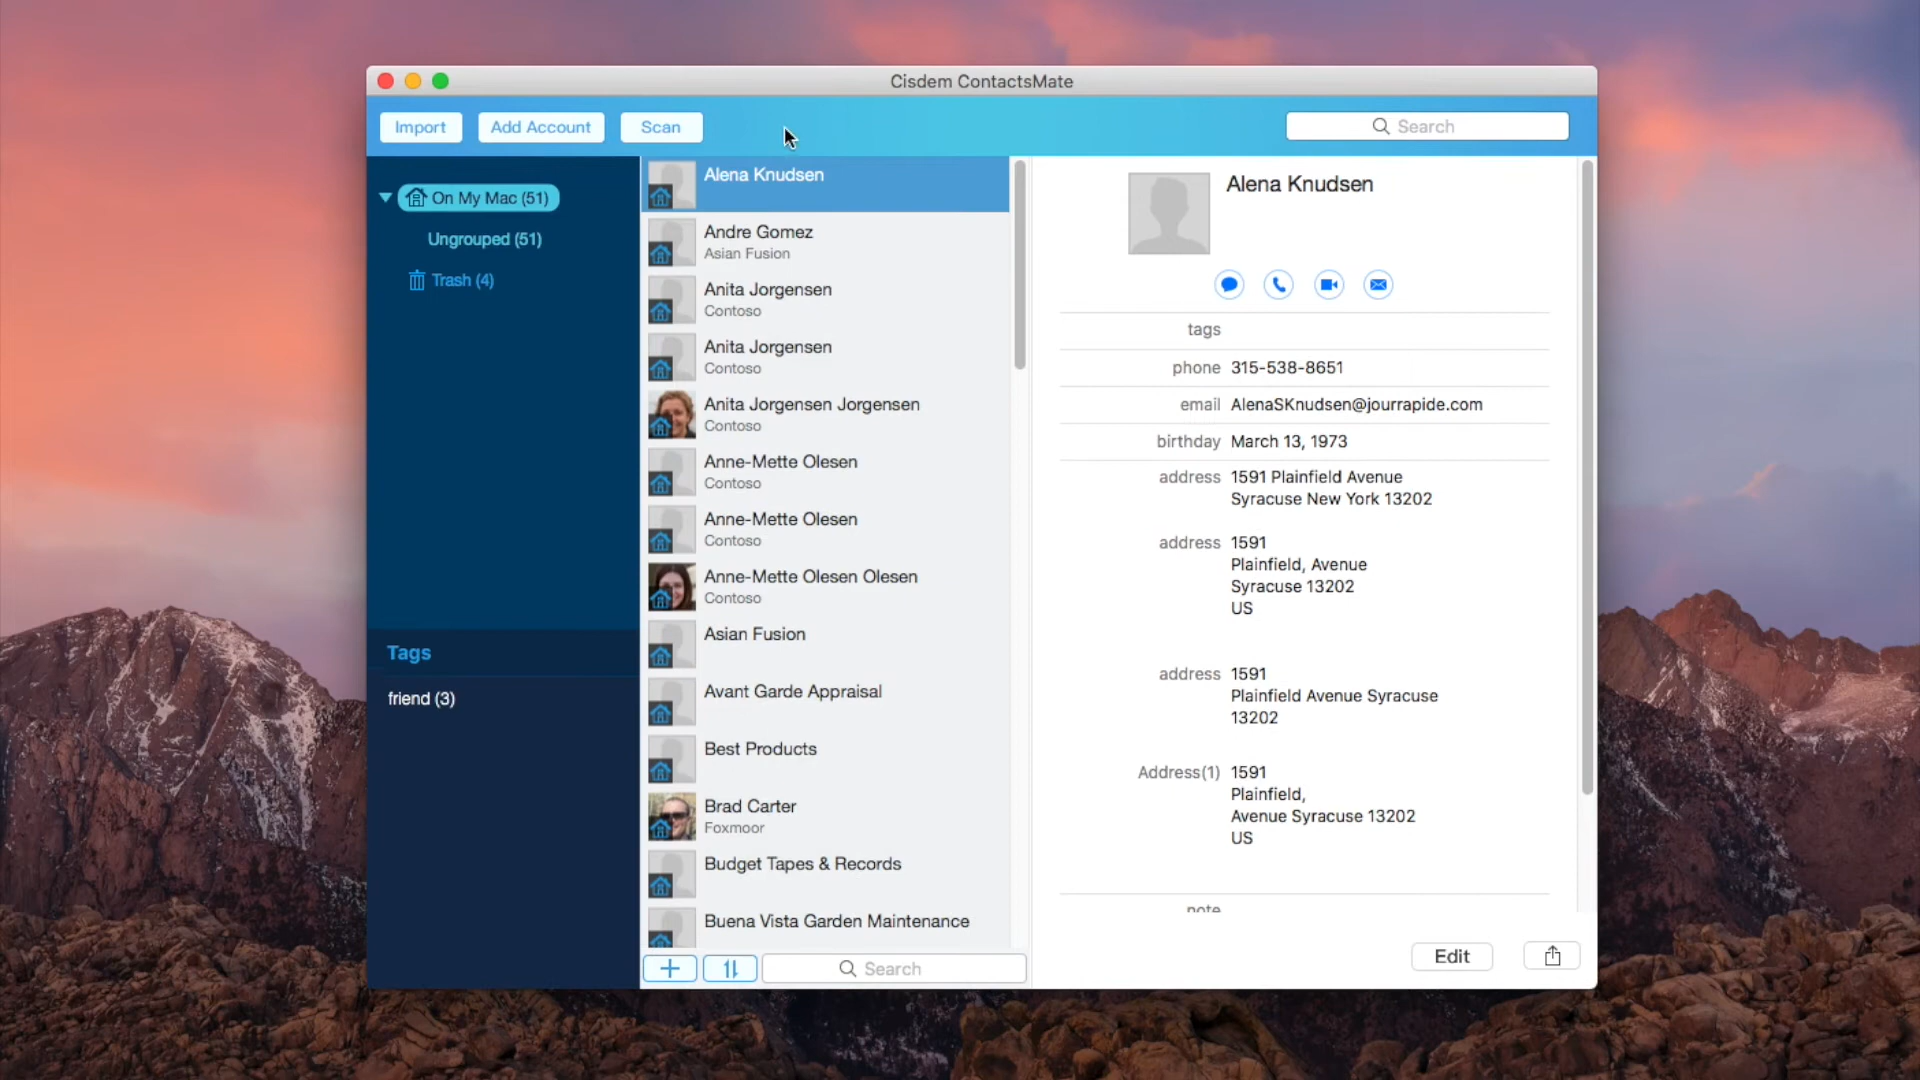 Cisdem ContactsMate
Import
Add Account
Scan
Search
On My Mac (51)
Ungrouped (51)
Trash (4)
Tags
friend (3)
Alena Knudsen
Andre Gomez
Asian Fusion
Anita Jorgensen
Contoso
Anita Jorgensen
Contoso
Anita Jorgensen Jorgensen
Contoso
Anne-Mette Olesen
Contoso
Anne-Mette Olesen
Contoso
Anne-Mette Olesen Olesen
Contoso
Asian Fusion
Avant Garde Appraisal
Best Products
Brad Carter
Foxmoor
Budget Tapes & Records
Buena Vista Garden Maintenance
Search
Alena Knudsen
tags
phone 315-538-8651
email AlenaSKnudsen@jourrapide.com
birthday March 13, 1973
address 1591 Plainfield Avenue
Syracuse New York 13202
address 1591
Plainfield, Avenue
Syracuse 13202
US
address 1591
Plainfield Avenue Syracuse
13202
Address(1) 1591
Plainfield,
Avenue Syracuse 13202
US
note
Edit